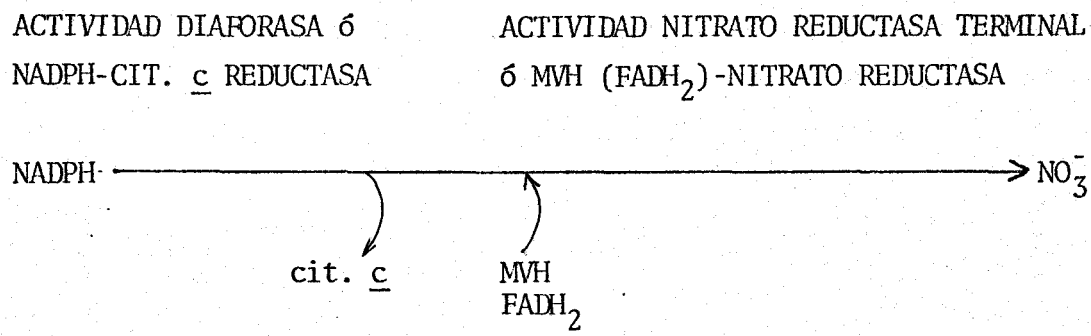 ACTIVIDAD DIAFORASA ó
NADPH-CIT. c REDUCTASA
ACTIVIDAD NITRATO REDUCTASA TERMINAL
ó MVH (FADH2)-NITRATO REDUCTASA
NADPH
NO3-
cit. c
MVH
FADH2